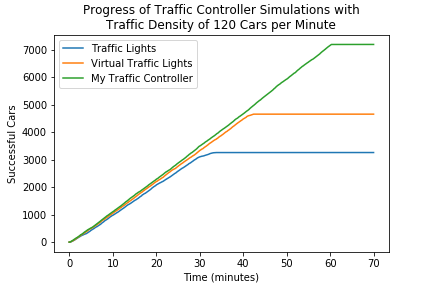 Progress of Traffic Controller Simulations with
Traffic Density of 120 Cars per Minute
Traffic Lights
Virtual Traffic Lights
My Traffic Controller
Successful Cars
7000
6000
5000
4000
3000
2000
1000
0
0 10 20 30 40 50 60 70
Time (minutes)